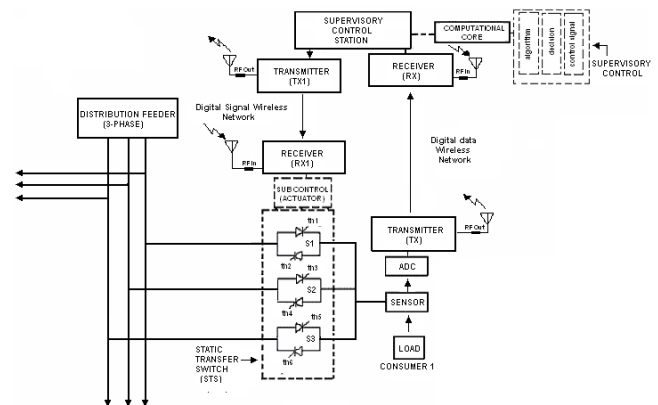 SUPERVISORY
CONTROL
STATION
COMPUTATIONAL
CORE
algorithm
decision
control signal
SUPERVISORY
CONTROL
RFOut
TRANSMITTER
(TX1)
RECEIVER
(RX)
RFIn
Digital Signal Wireless
Network
DISTRIBUTION FEEDER
(3-PHASE)
RFIn
RECEIVER
(RX1)
Digital data
Wireless
Network
SUB CONTROL
(ACTUATOR)
TRANSMITTER
(TX)
RFOut
th1
S1
th2
th3
ADC
S2
th4
SENSOR
th5
S3
th6
STATIC
TRANSFER
SWITCH
(STS)
LOAD
CONSUMER 1